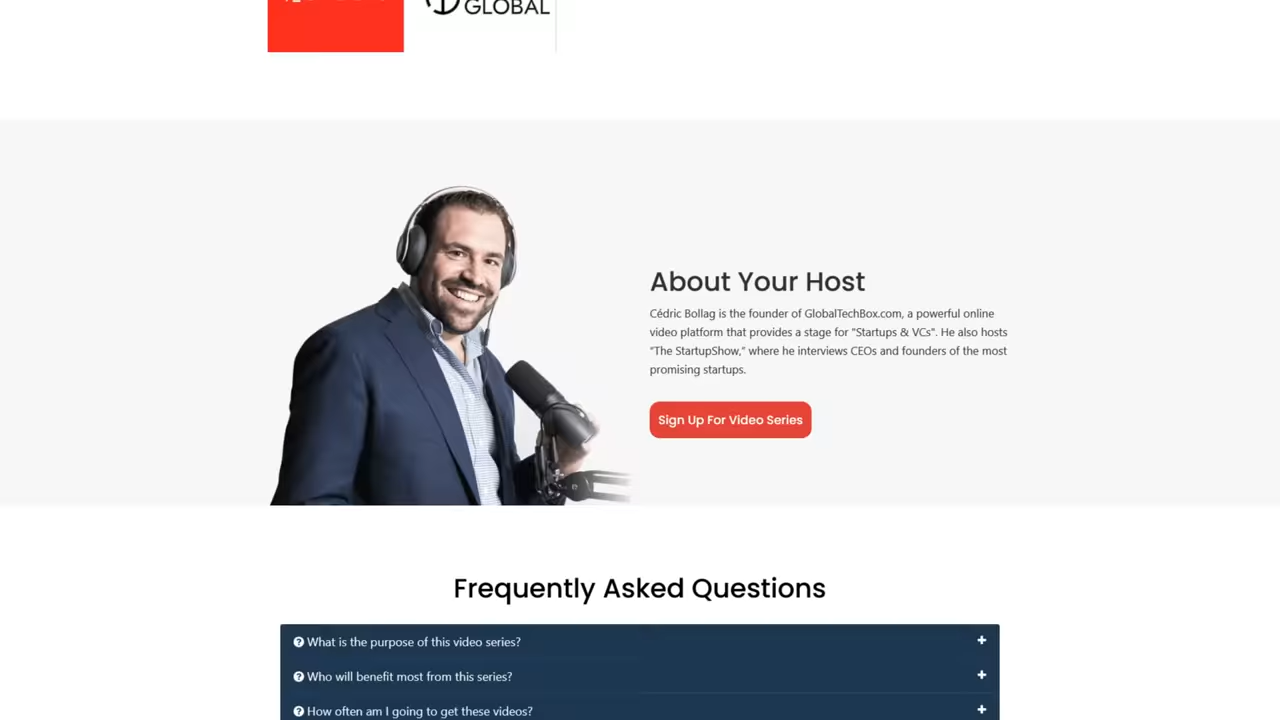 GLOBAL
About Your Host
Cédric Bollag is the founder of GlobalTechBox.com, a powerful online
video platform that provides a stage for "Startups & VCs". He also hosts
"The StartupShow," where he interviews CEOs and founders of the most
promising startups.
Sign Up For Video Series
Frequently Asked Questions
What is the purpose of this video series?
Who will benefit most from this series?
How often am I going to get these videos?